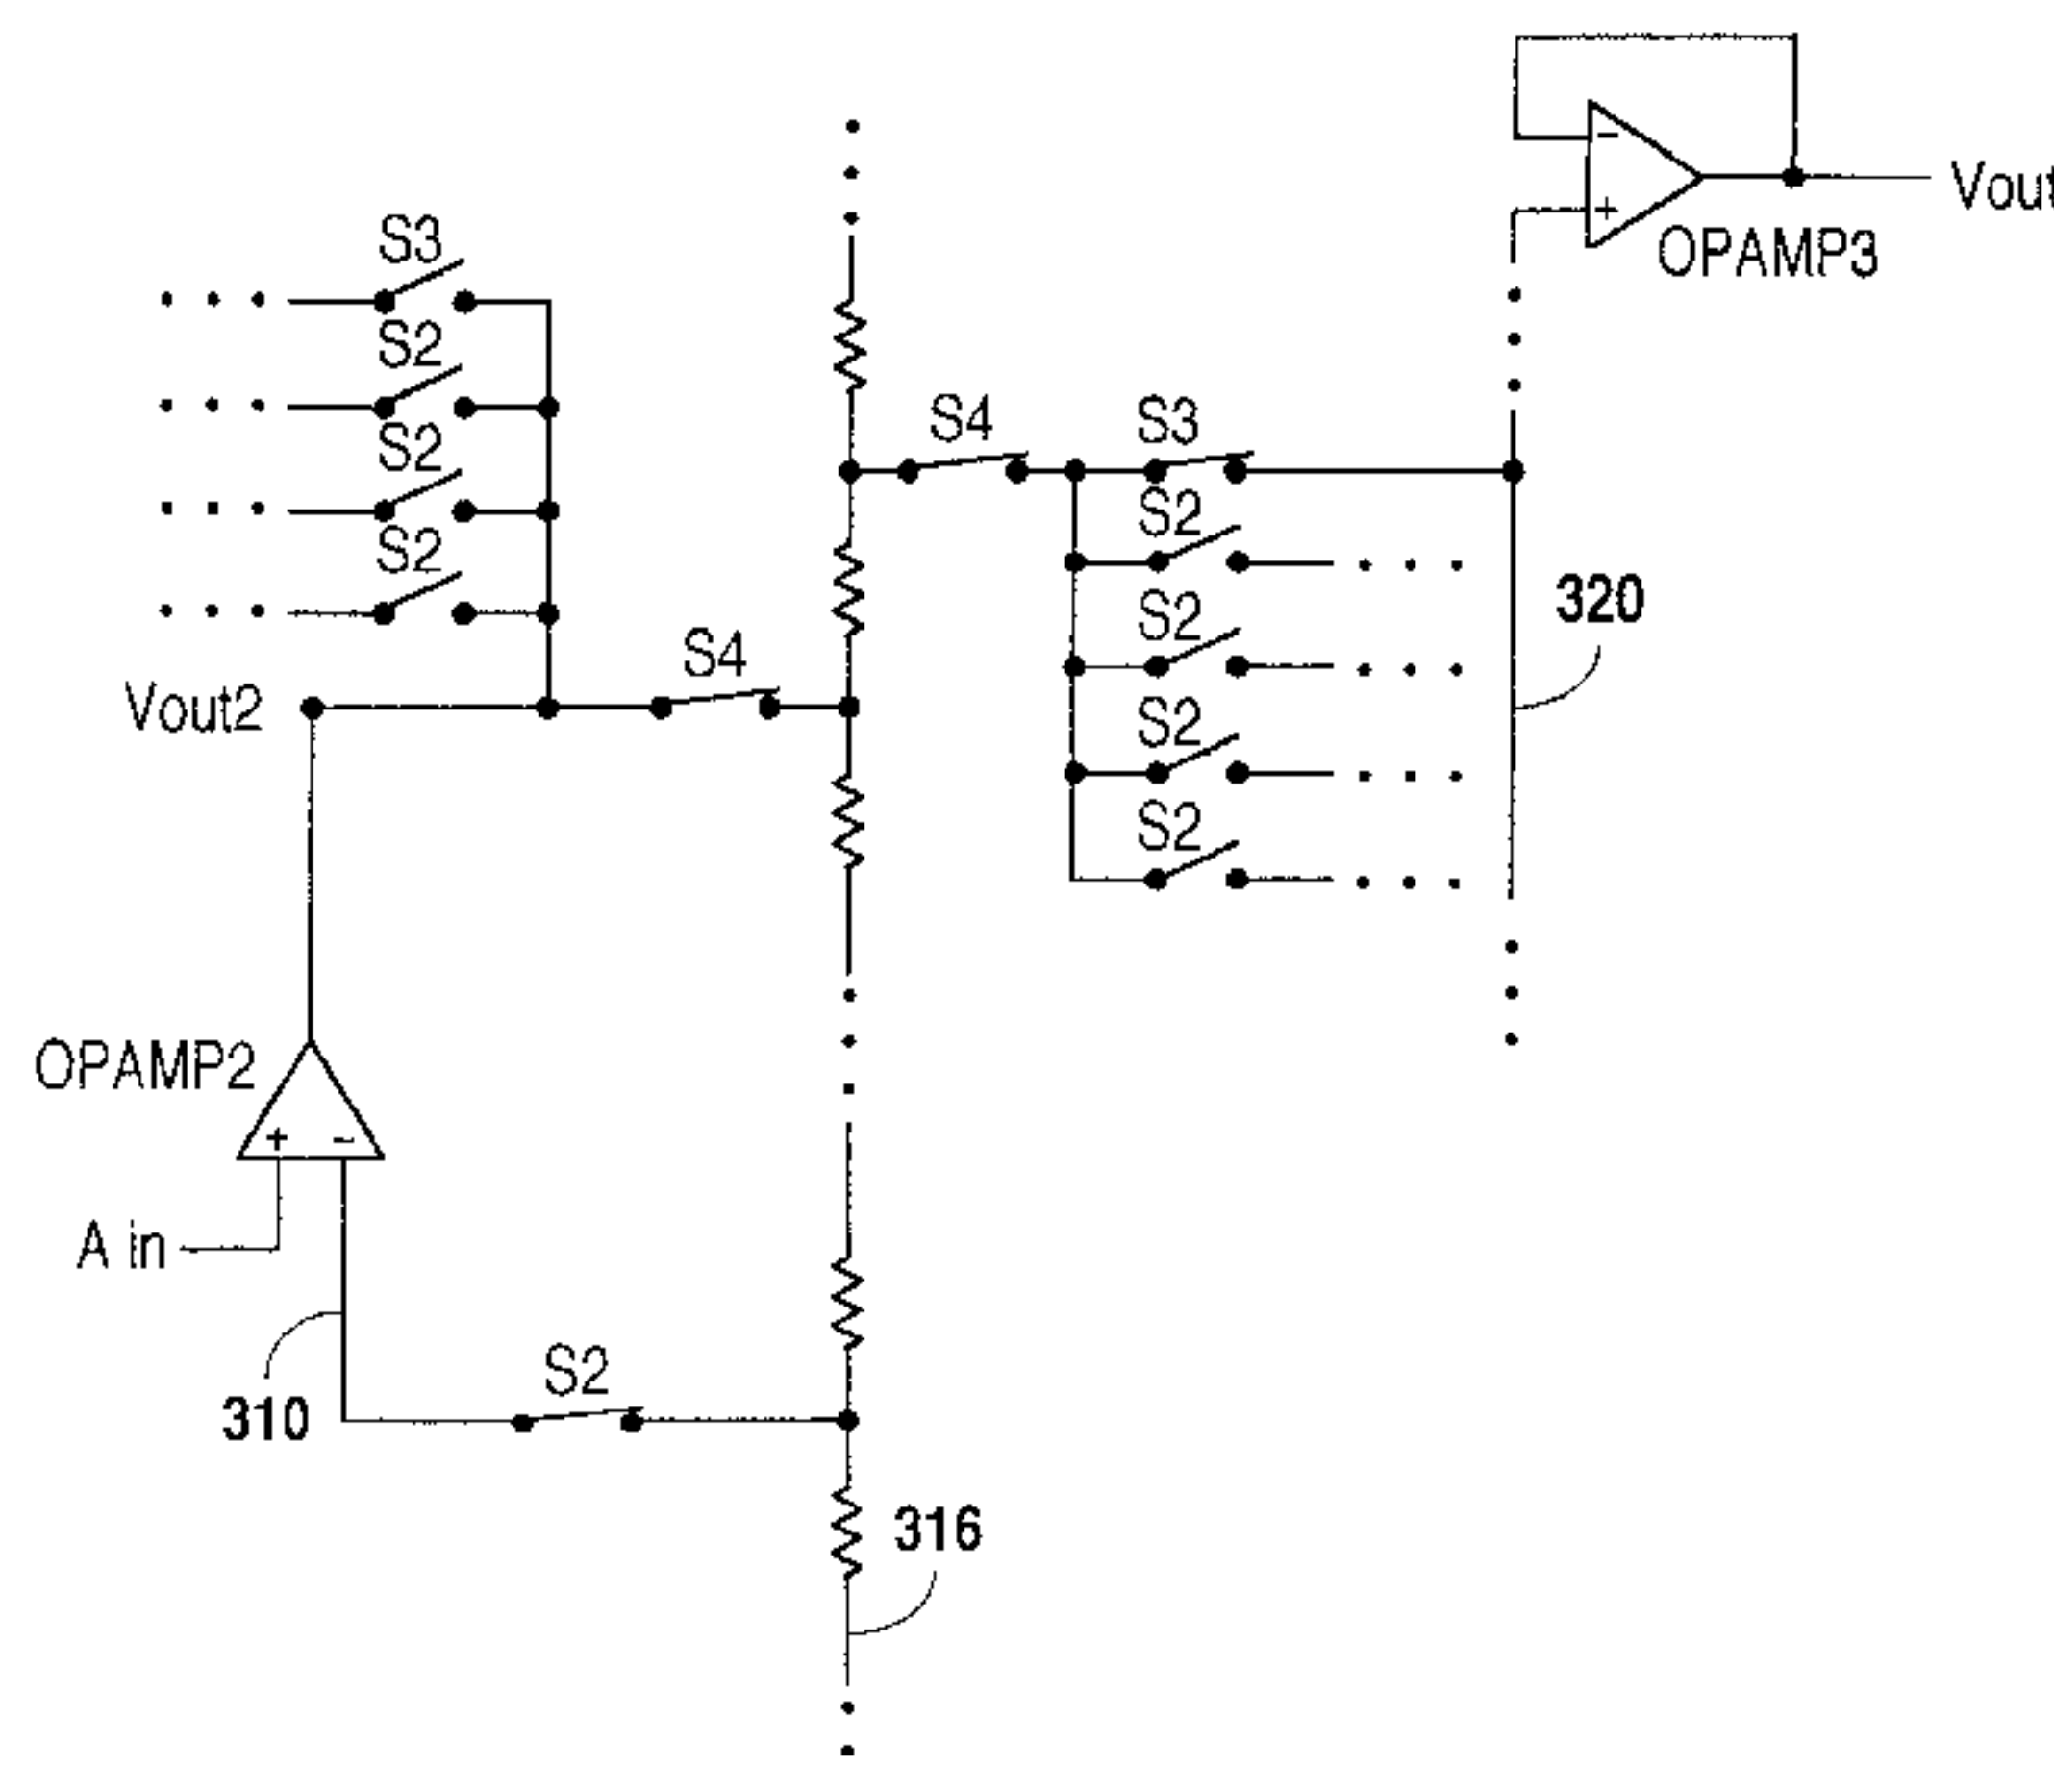 Vout
OPAMP3
S3
S2
S2
S2
S4
S3
S2
S2
S2
S2
320
S4
Vout2
OPAMP2
+ -
- +
A in
310
S2
316